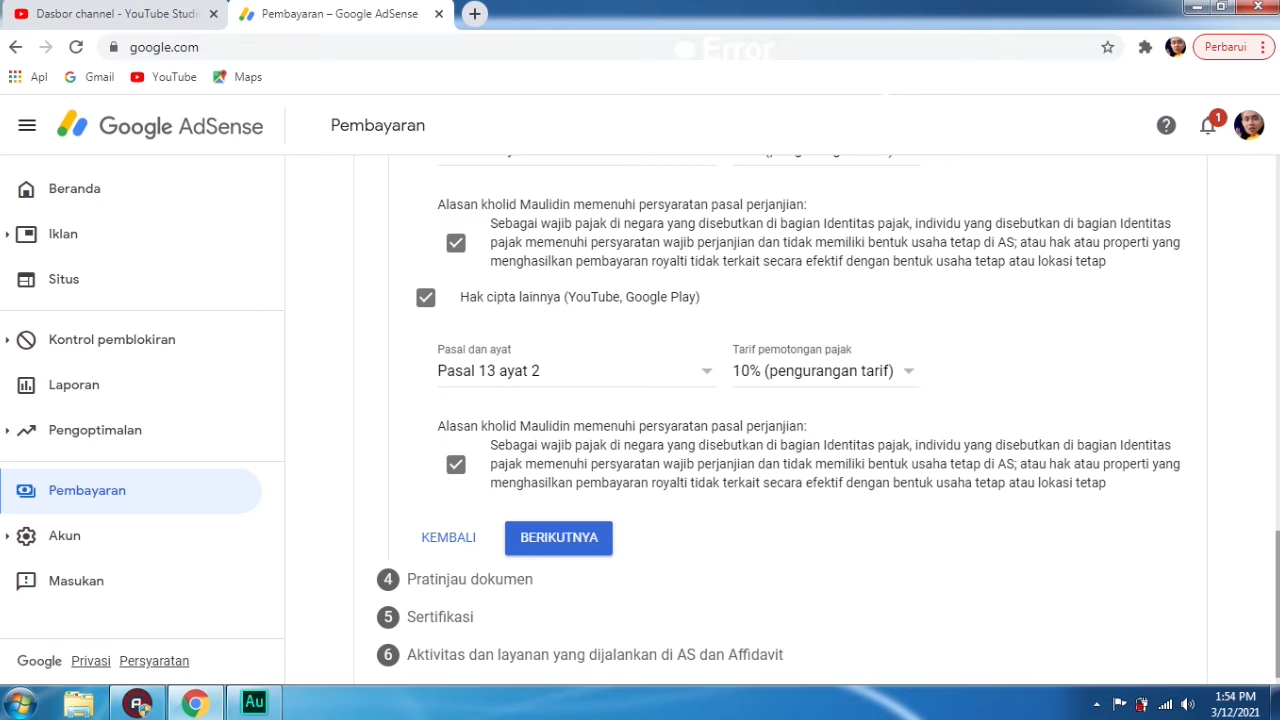 Dasbor channel - YouTube Stud
Pembayaran – Google AdSense
google.com
Error
Perbarui
Apl
Gmail
YouTube
Maps
Google AdSense
Pembayaran
1
Beranda
Iklan
Situs
Kontrol pemblokiran
Laporan
Pengoptimalan
Pembayaran
Akun
Masukan
Google Privasi Persyaratan
Alasan kholid Maulidin memenuhi persyaratan pasal perjanjian:
Sebagai wajib pajak di negara yang disebutkan di bagian Identitas pajak, individu yang disebutkan di bagian Identitas
pajak memenuhi persyaratan wajib perjanjian dan tidak memiliki bentuk usaha tetap di AS; atau hak atau properti yang
menghasilkan pembayaran royalti tidak terkait secara efektif dengan bentuk usaha tetap atau lokasi tetap
Hak cipta lainnya (YouTube, Google Play)
Pasal dan ayat
Tarif pemotongan pajak
Pasal 13 ayat 2
10% (pengurangan tarif)
Alasan kholid Maulidin memenuhi persyaratan pasal perjanjian:
Sebagai wajib pajak di negara yang disebutkan di bagian Identitas pajak, individu yang disebutkan di bagian Identitas
pajak memenuhi persyaratan wajib perjanjian dan tidak memiliki bentuk usaha tetap di AS; atau hak atau properti yang
menghasilkan pembayaran royalti tidak terkait secara efektif dengan bentuk usaha tetap atau lokasi tetap
KEMBALI
BERIKUTNYA
4 Pratinjau dokumen
5 Sertifikasi
6 Aktivitas dan layanan yang dijalankan di AS dan Affidavit
Au
1:54 PM
3/12/2021